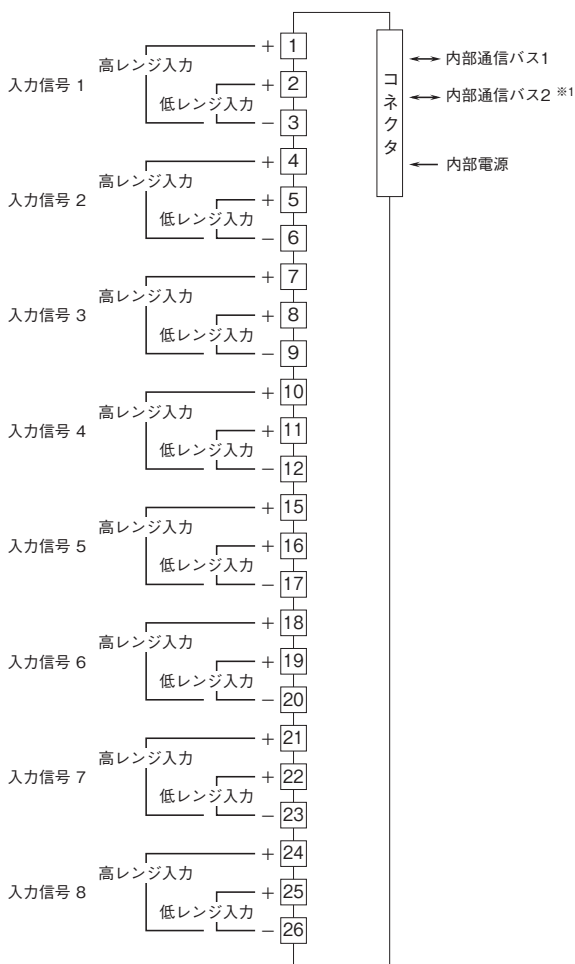 + 1
高レンジ入力
入力信号 1
+ 2
低レンジ入力
− 3
+ 4
高レンジ入力
入力信号 2
+ 5
低レンジ入力
− 6
+ 7
高レンジ入力
入力信号 3
+ 8
低レンジ入力
− 9
+ 10
高レンジ入力
入力信号 4
+ 11
低レンジ入力
− 12
+ 15
高レンジ入力
入力信号 5
+ 16
低レンジ入力
− 17
+ 18
高レンジ入力
入力信号 6
+ 19
低レンジ入力
− 20
+ 21
高レンジ入力
入力信号 7
+ 22
低レンジ入力
− 23
+ 24
高レンジ入力
入力信号 8
+ 25
低レンジ入力
− 26
コネクタ
内部通信バス1
内部通信バス2 ※1
内部電源